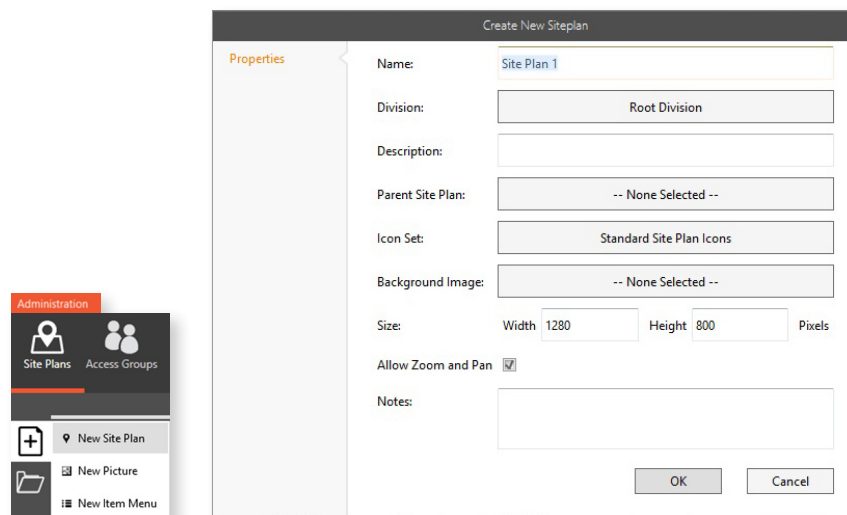 Create New Siteplan
Properties
Name: Site Plan 1
Division: Root Division
Description:
Parent Site Plan: -- None Selected --
Icon Set: Standard Site Plan Icons
Background Image: -- None Selected --
Size: Width 1280 Height 800 Pixels
Allow Zoom and Pan
Notes:
OK Cancel
Administration
Site Plans Access Groups
New Site Plan
New Picture
New Item Menu